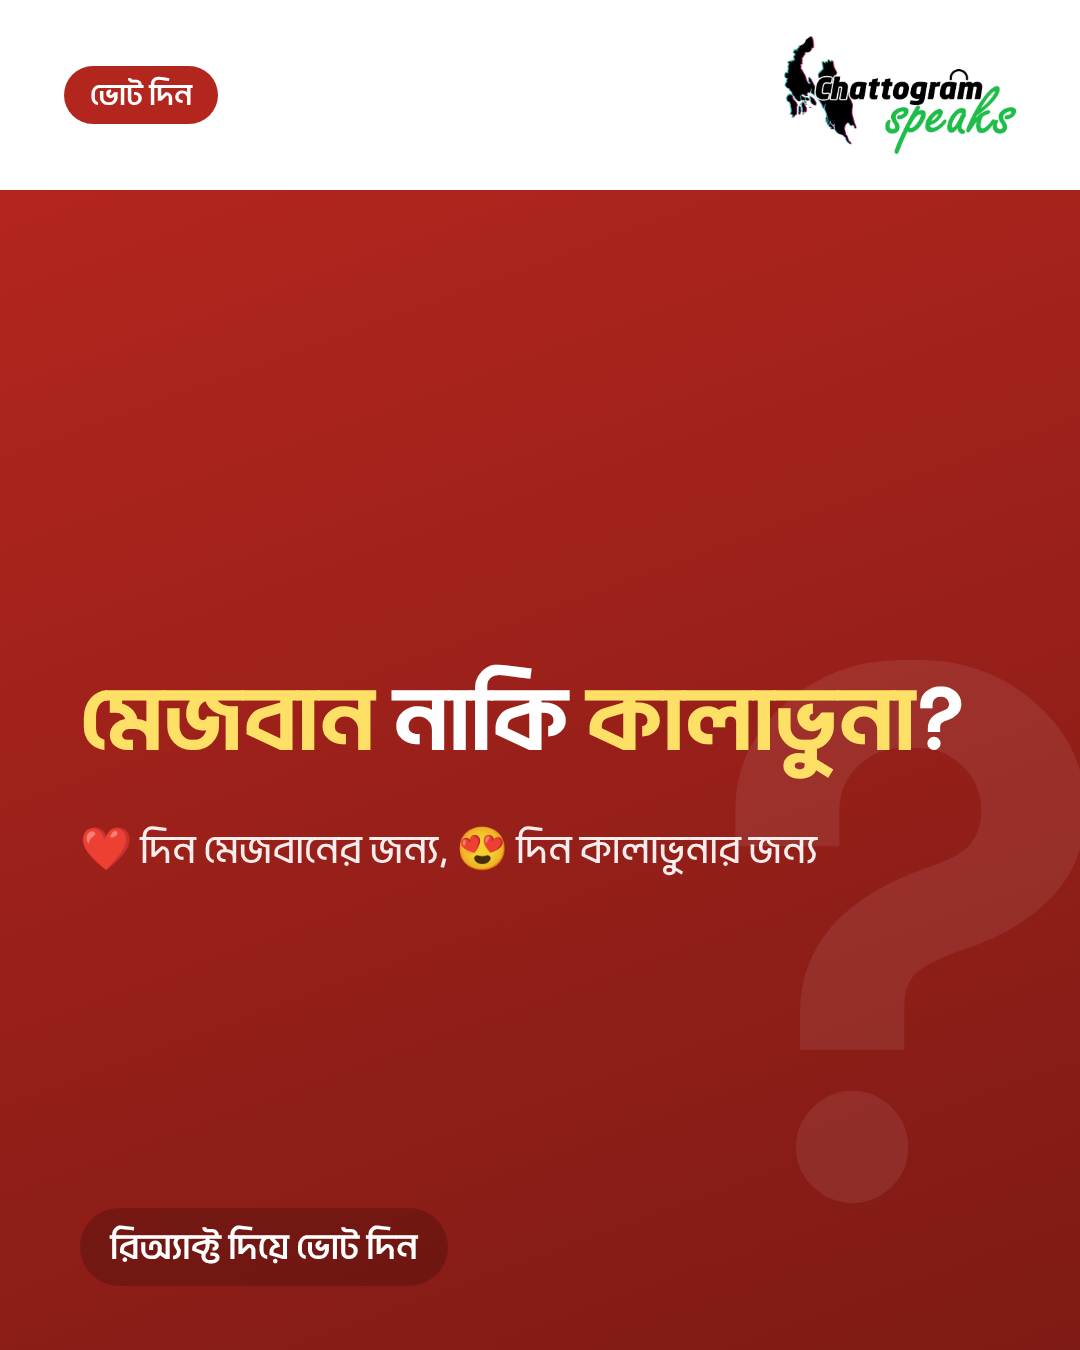 ভোট দিন
Chattogram
speaks
মেজবান নাকি কালাভুনা?
❤️ দিন মেজবানের জন্য, 😍 দিন কালাভুনার জন্য
?
রিঅ্যাক্ট দিয়ে ভোট দিন